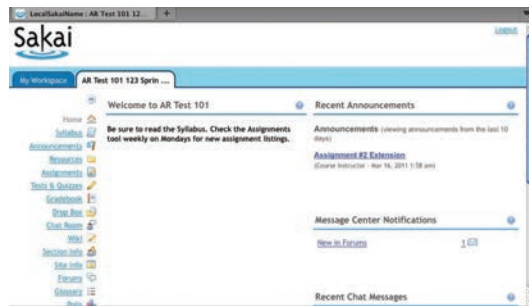 LocalSakaiName : AR Test 101 12...
Sakai
Logout
My Workspace
AR Test 101 123 Sprin ...
Home
Syllabus
Announcements
Resources
Assignments
Tests & Quizzes
Gradebook
Drop Box
Chat Room
Wiki
Section Info
Site Info
Forums
Glossary
Polls
Welcome to AR Test 101
Be sure to read the Syllabus. Check the Assignments
tool weekly on Mondays for new assignment listings.
Recent Announcements
Announcements (viewing announcements from the last 10
days)
Assignment #2 Extension
(Course Instructor - Mar 16, 2011 1:58 am)
Message Center Notifications
New in Forums
1
Recent Chat Messages